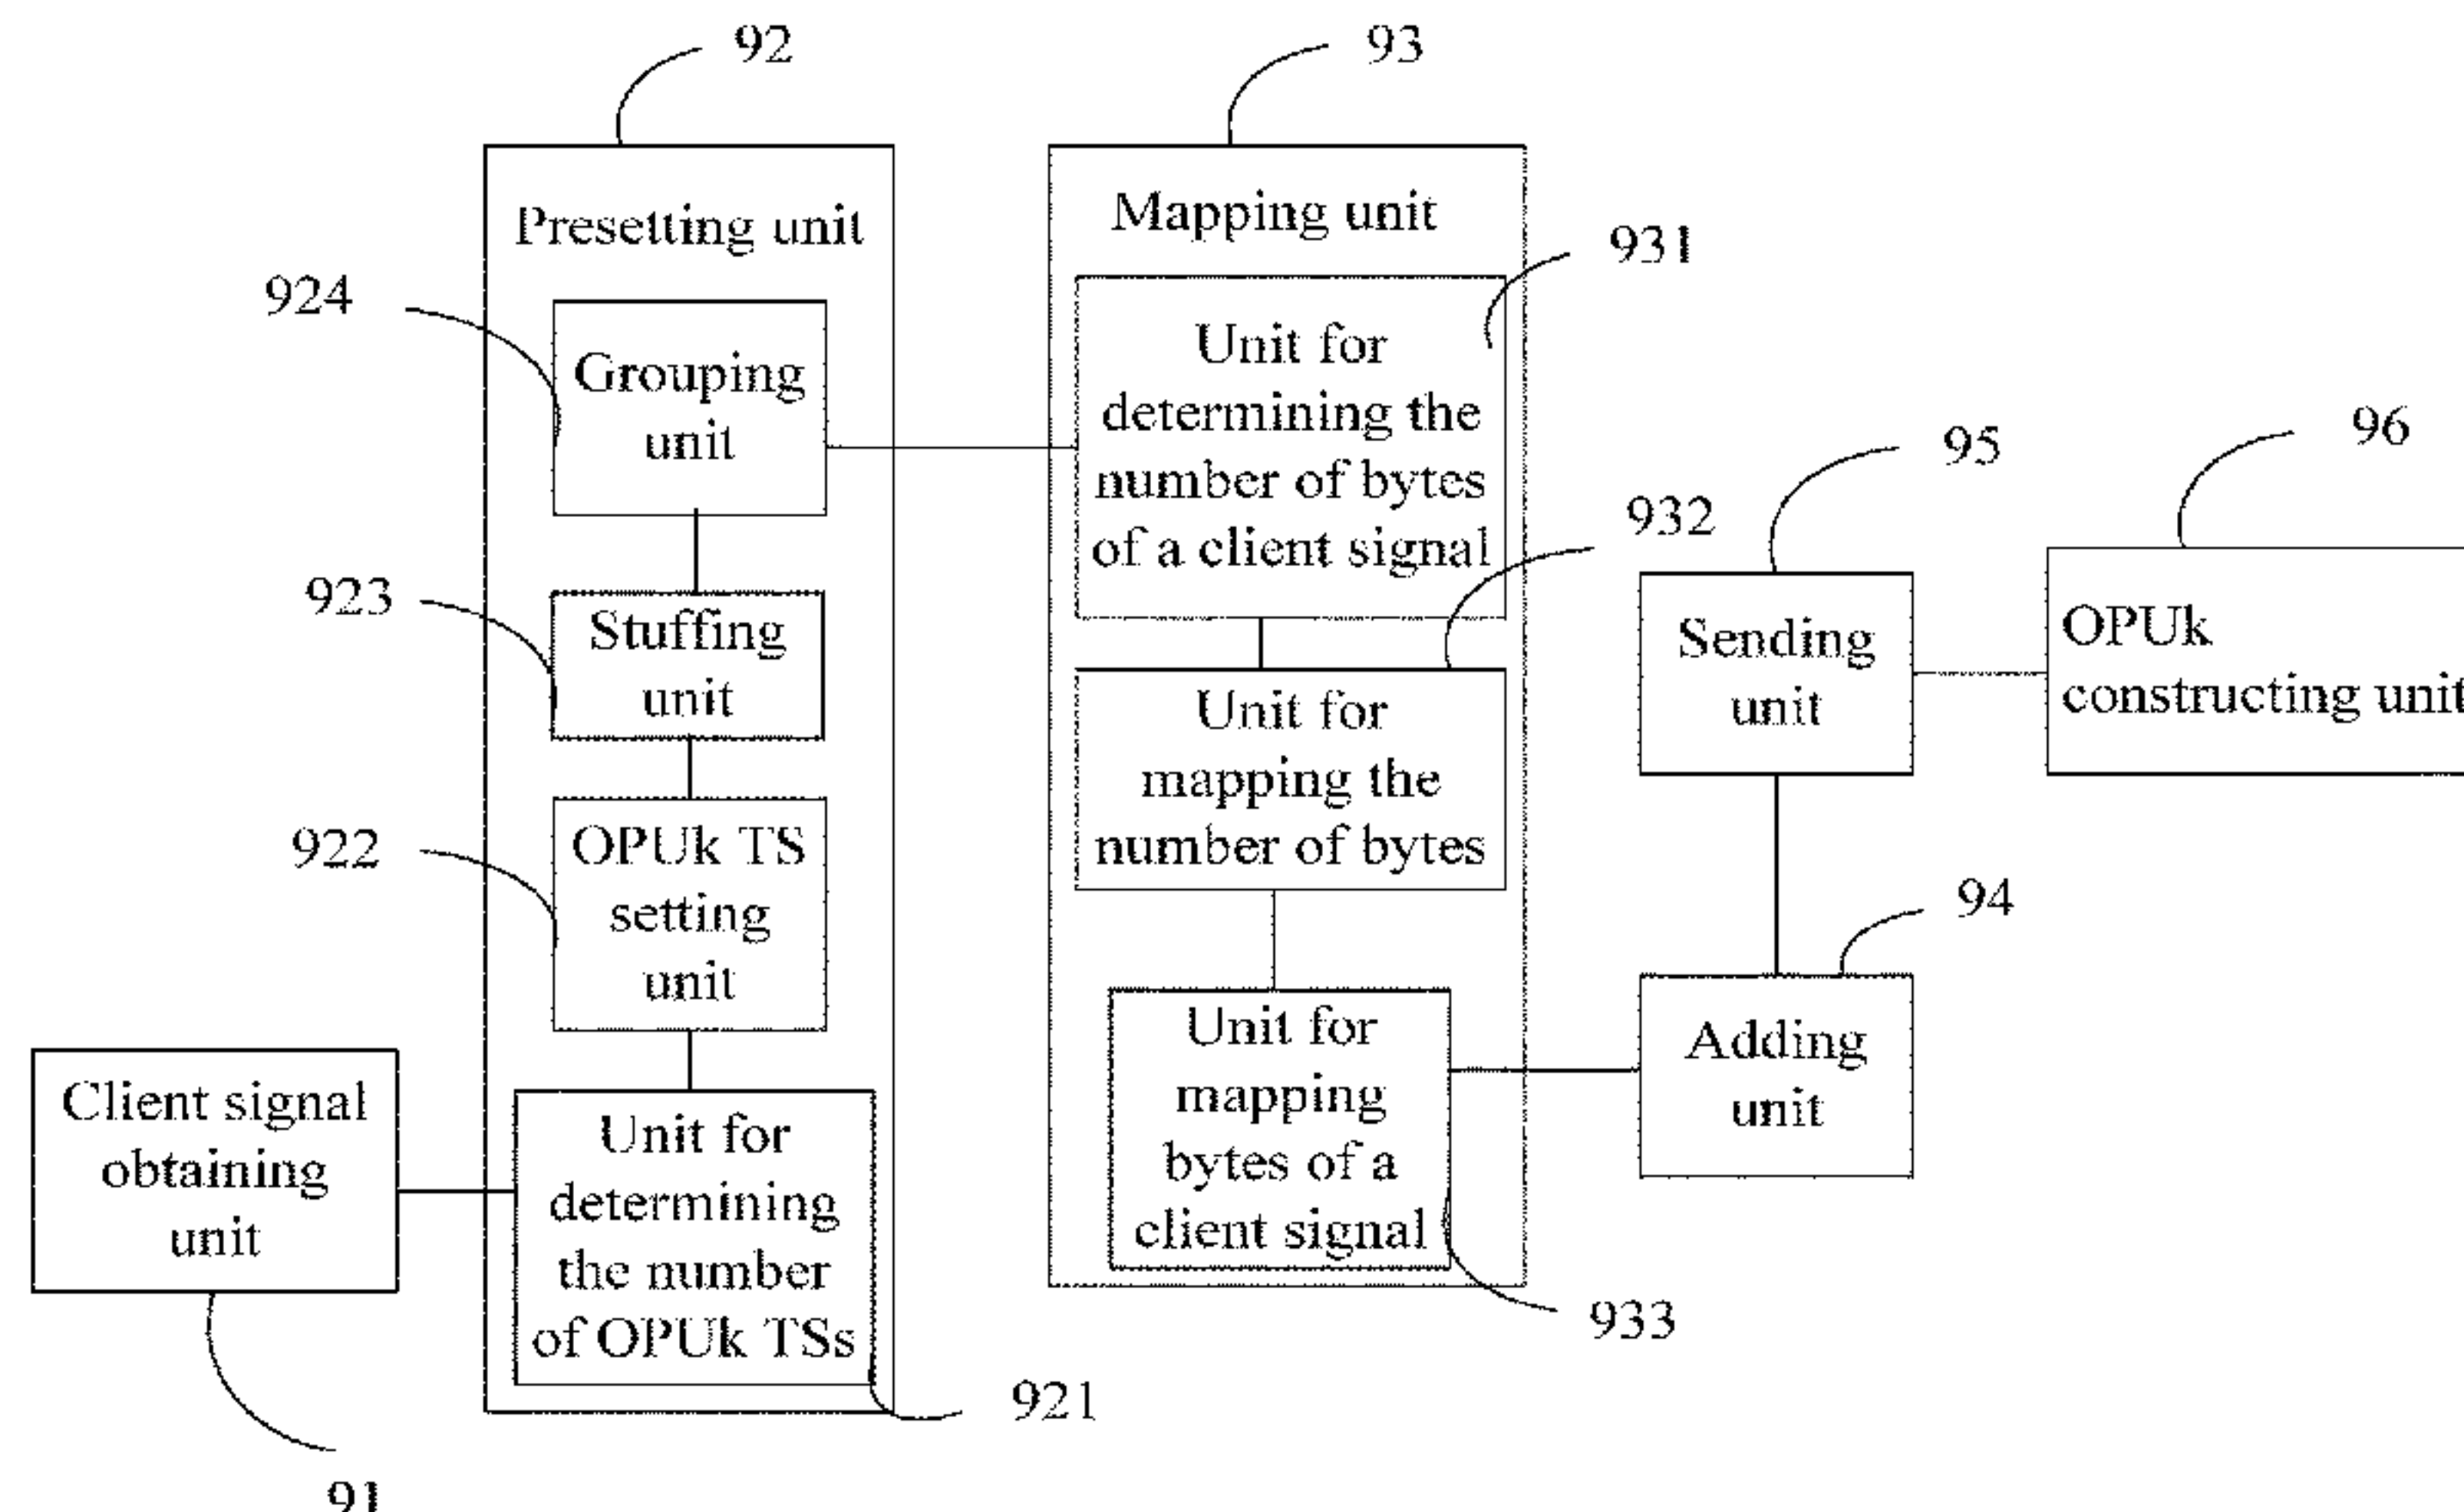 92
93
Presetting unit
Mapping unit
931
924
Grouping
unit
Unit for
determining the
number of bytes
of a client signal
95
96
932
923
Stuffing
unit
Sending
unit
OPUk
constructing unit
Unit for
mapping the
number of bytes
922
OPUk TS
setting
unit
94
Unit for
mapping
bytes of a
client signal
Adding
unit
Client signal
obtaining
unit
Unit for
determining
the number
of OPUk TSs
933
921
91